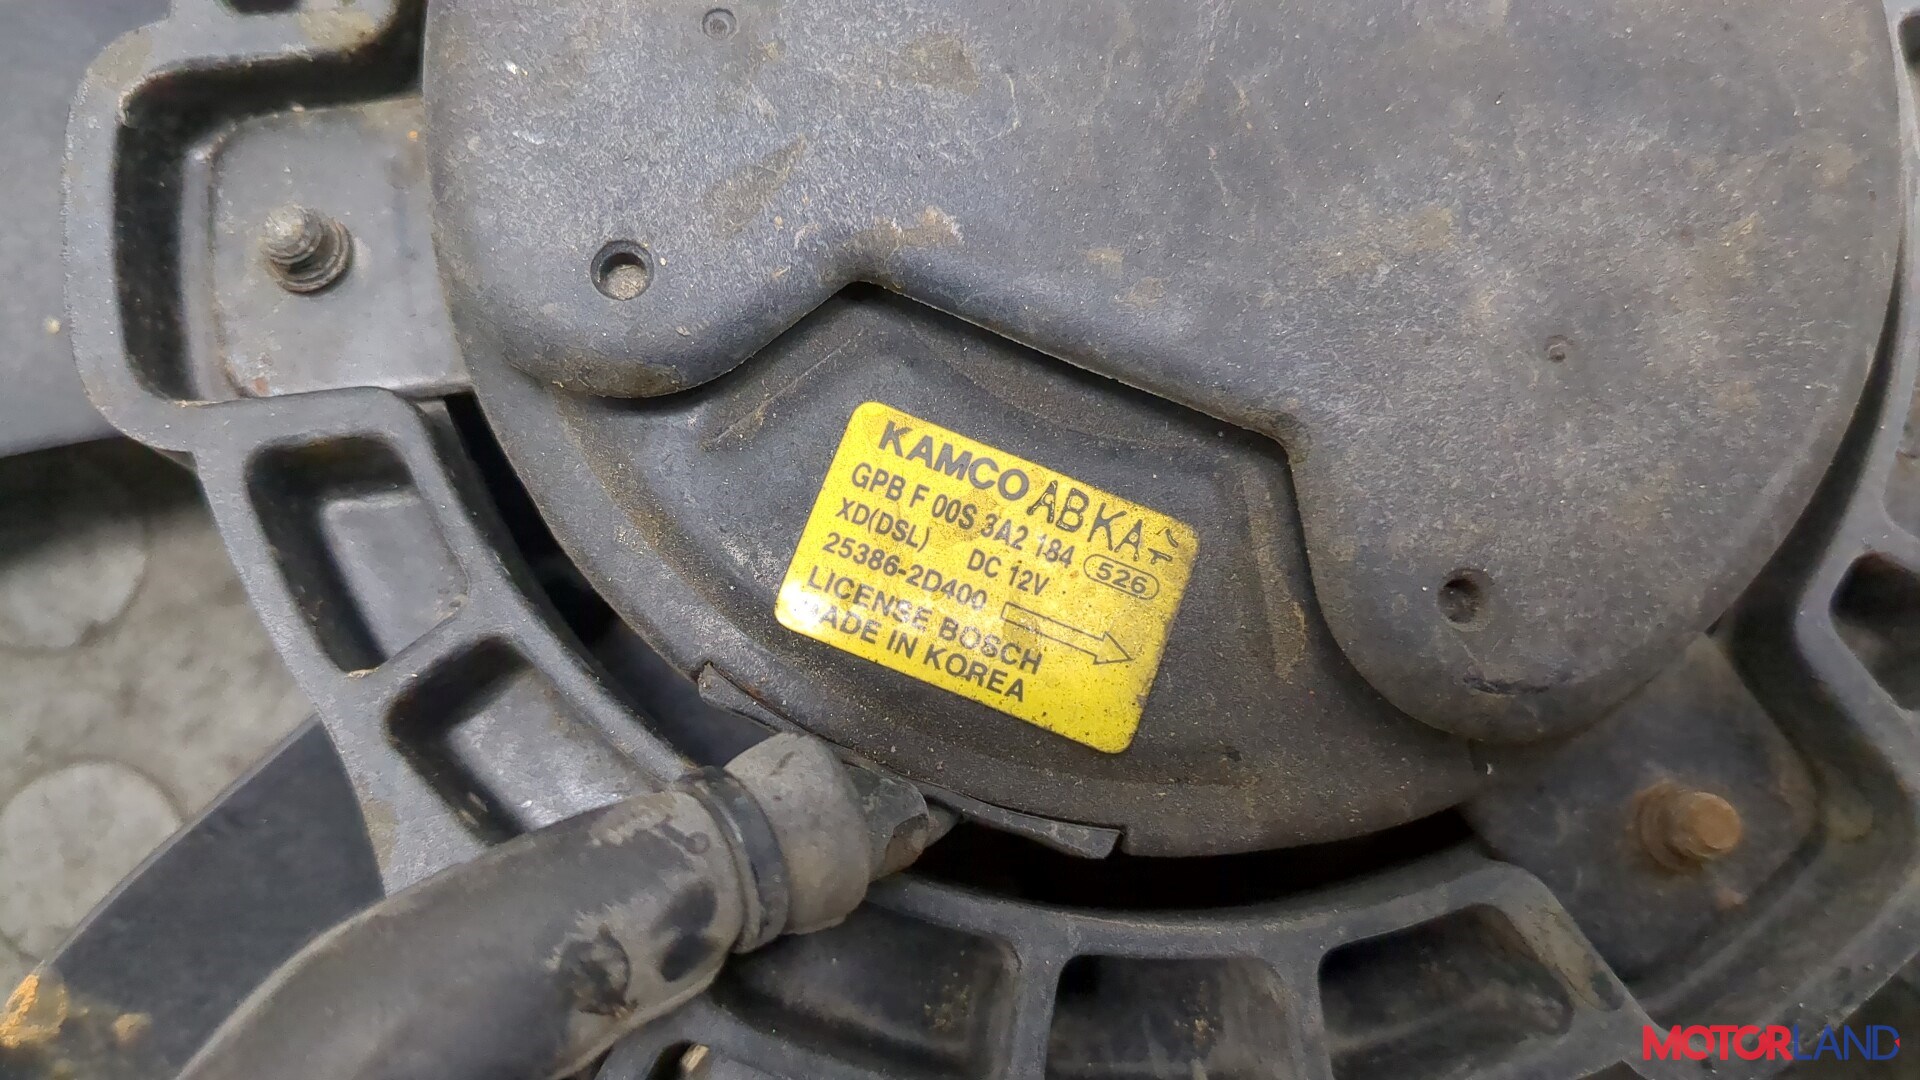 KAMCO ABKA
GPB F 00S 3A2 184 526
XD(DSL) DC 12V
25386-2D400
LICENSE BOSCH
MADE IN KOREA
MOTORLAND